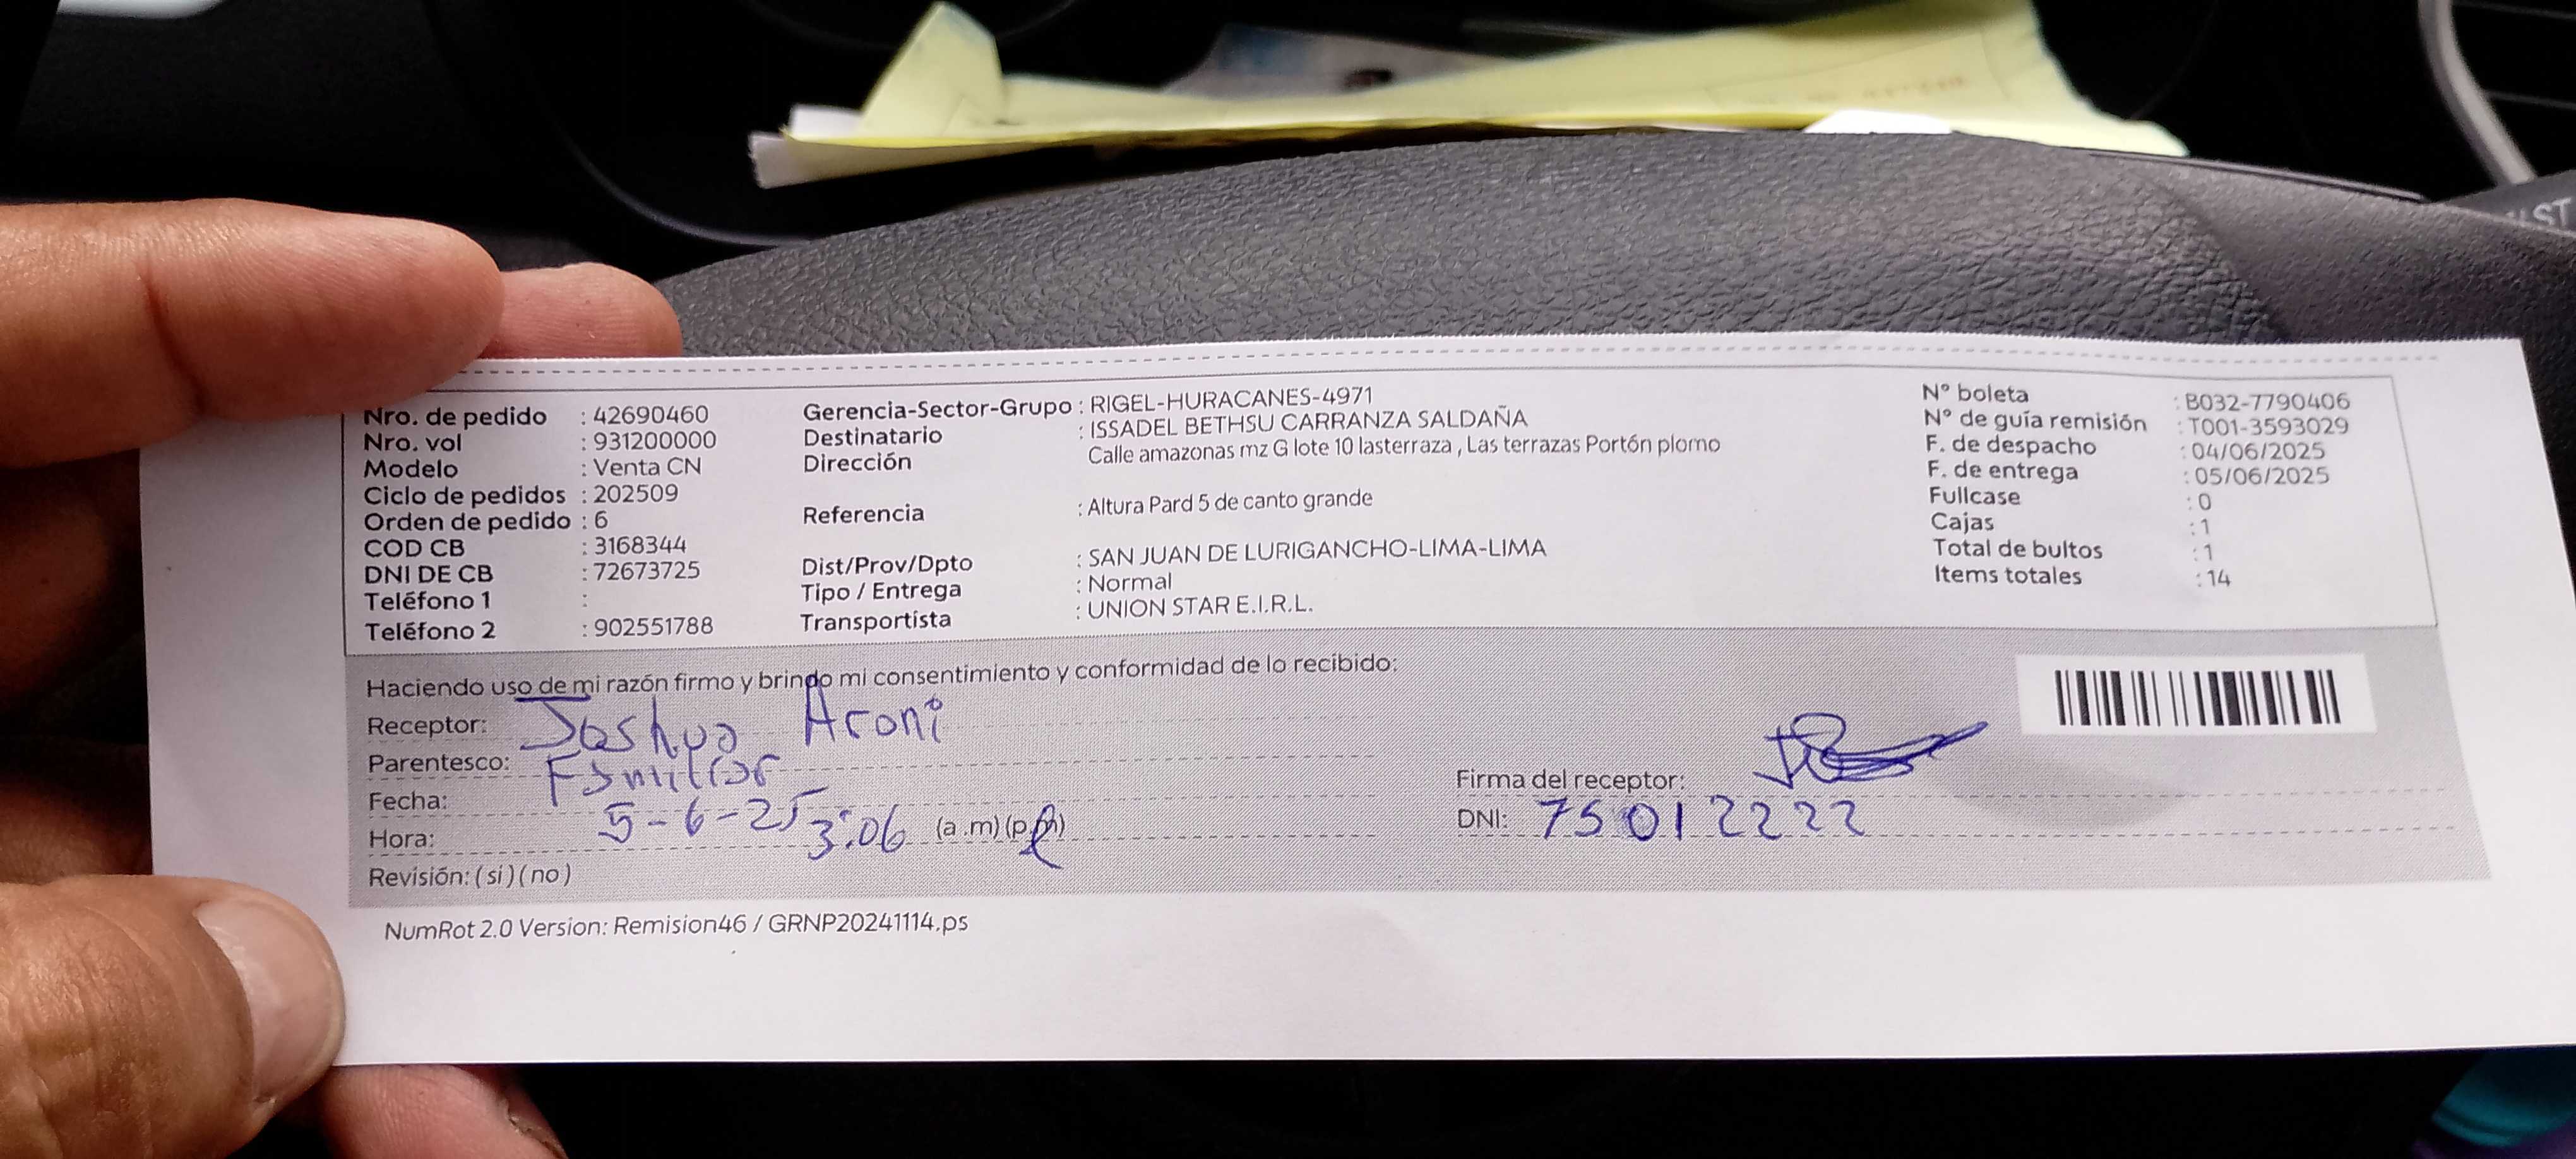 Nro. de pedido : 42690460
Nro. vol : 931200000
Modelo : Venta CN
Ciclo de pedidos : 202509
Orden de pedido : 6
COD CB : 3168344
DNI DE CB : 72673725
Teléfono 1 :
Teléfono 2 : 902551788
Gerencia-Sector-Grupo : RIGEL-HURACANES-4971
Destinatario : ISSADEL BETHSU CARRANZA SALDAÑA
Dirección Calle amazonas mz G lote 10 lasterraza , Las terrazas Portón plomo
Referencia : Altura Pard 5 de canto grande
Dist/Prov/Dpto : SAN JUAN DE LURIGANCHO-LIMA-LIMA
Tipo / Entrega : Normal
Transportista : UNION STAR E.I.R.L.
N° boleta : B032-7790406
N° de guía remisión : T001-3593029
F. de despacho : 04/06/2025
F. de entrega : 05/06/2025
Fullcase : 0
Cajas : 1
Total de bultos : 1
Items totales : 14
Haciendo uso de mi razón firmo y brindo mi consentimiento y conformidad de lo recibido:
Receptor: Joshua Aroni
Parentesco: Familiar
Fecha: 5-6-25
Hora: 3:06 (a.m)(p.m)
Revisión: (si)(no)
Firma del receptor:
DNI: 75012222
NumRot 2.0 Version: Remision46 / GRNP20241114.ps